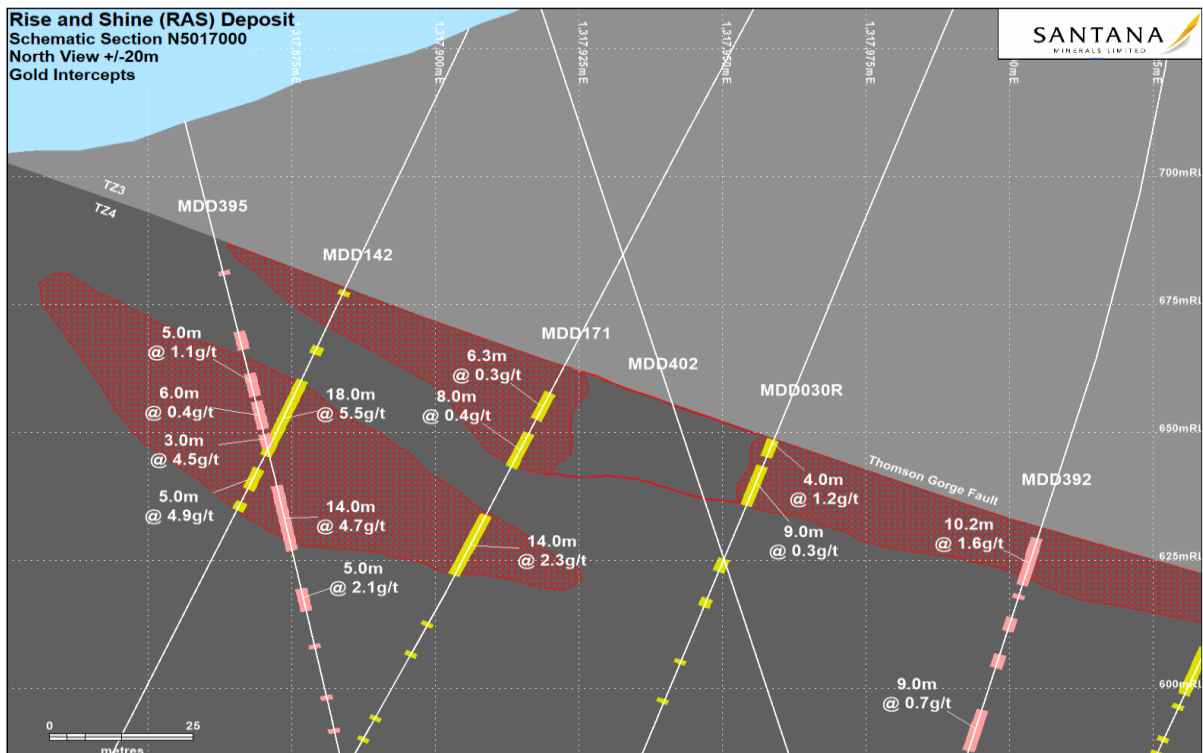 Rise and Shine (RAS) Deposit
Schematic Section N5017000
North View +/-20m
Gold Intercepts
SANTANA
MINERALS LIMITED
1,317,875mE
1,317,900mE
1,317,925mE
1,317,950mE
1,317,975mE
700mRL
675mRL
650mRL
625mRL
600mRL
TZ3
TZ4
MDD395
MDD142
MDD171
MDD402
MDD030R
MDD392
Thomson Gorge Fault
5.0m
@ 1.1g/t
6.0m
@ 0.4g/t
3.0m
@ 4.5g/t
5.0m
@ 4.9g/t
18.0m
@ 5.5g/t
14.0m
@ 4.7g/t
5.0m
@ 2.1g/t
6.3m
@ 0.3g/t
8.0m
@ 0.4g/t
14.0m
@ 2.3g/t
4.0m
@ 1.2g/t
9.0m
@ 0.3g/t
10.2m
@ 1.6g/t
9.0m
@ 0.7g/t
0 25
metres